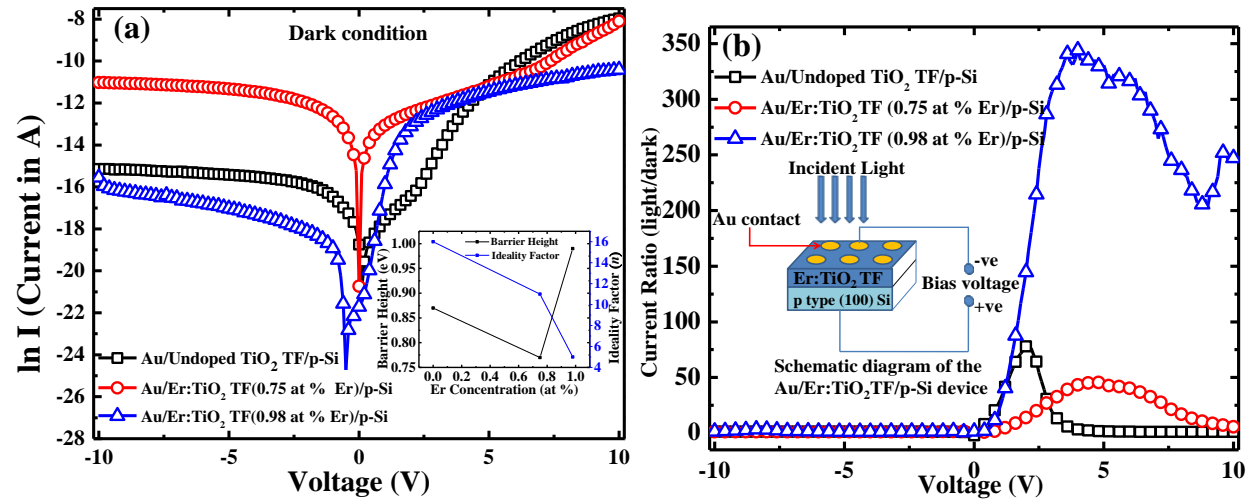 (a)
Dark condition
ln I (Current in A)
-8
-10
-12
-14
-16
-18
-20
-22
-24
-26
-28
Au/Undoped TiO₂ TF/p-Si
Au/Er:TiO₂ TF(0.75 at % Er)/p-Si
Au/Er:TiO₂ TF(0.98 at % Er)/p-Si
-10
-5
0
5
10
Voltage (V)
Barrier Height (eV)
1.00
0.95
0.90
0.85
0.80
0.75
Barrier Height
Ideality Factor
16
14
12
10
8
6
4
Ideality Factor (n)
0.0
0.2
0.4
0.6
0.8
1.0
Er Concentration (at %)
(b)
Current Ratio (light/dark)
350
300
250
200
150
100
50
0
Au/Undoped TiO₂ TF/p-Si
Au/Er:TiO₂TF (0.75 at % Er)/p-Si
Au/Er:TiO₂TF (0.98 at % Er)/p-Si
Incident Light
Au contact
Er:TiO₂ TF
p type (100) Si
-ve
Bias voltage
+ve
Schematic diagram of the
Au/Er:TiO₂TF/p-Si device
-10
-5
0
5
10
Voltage (V)